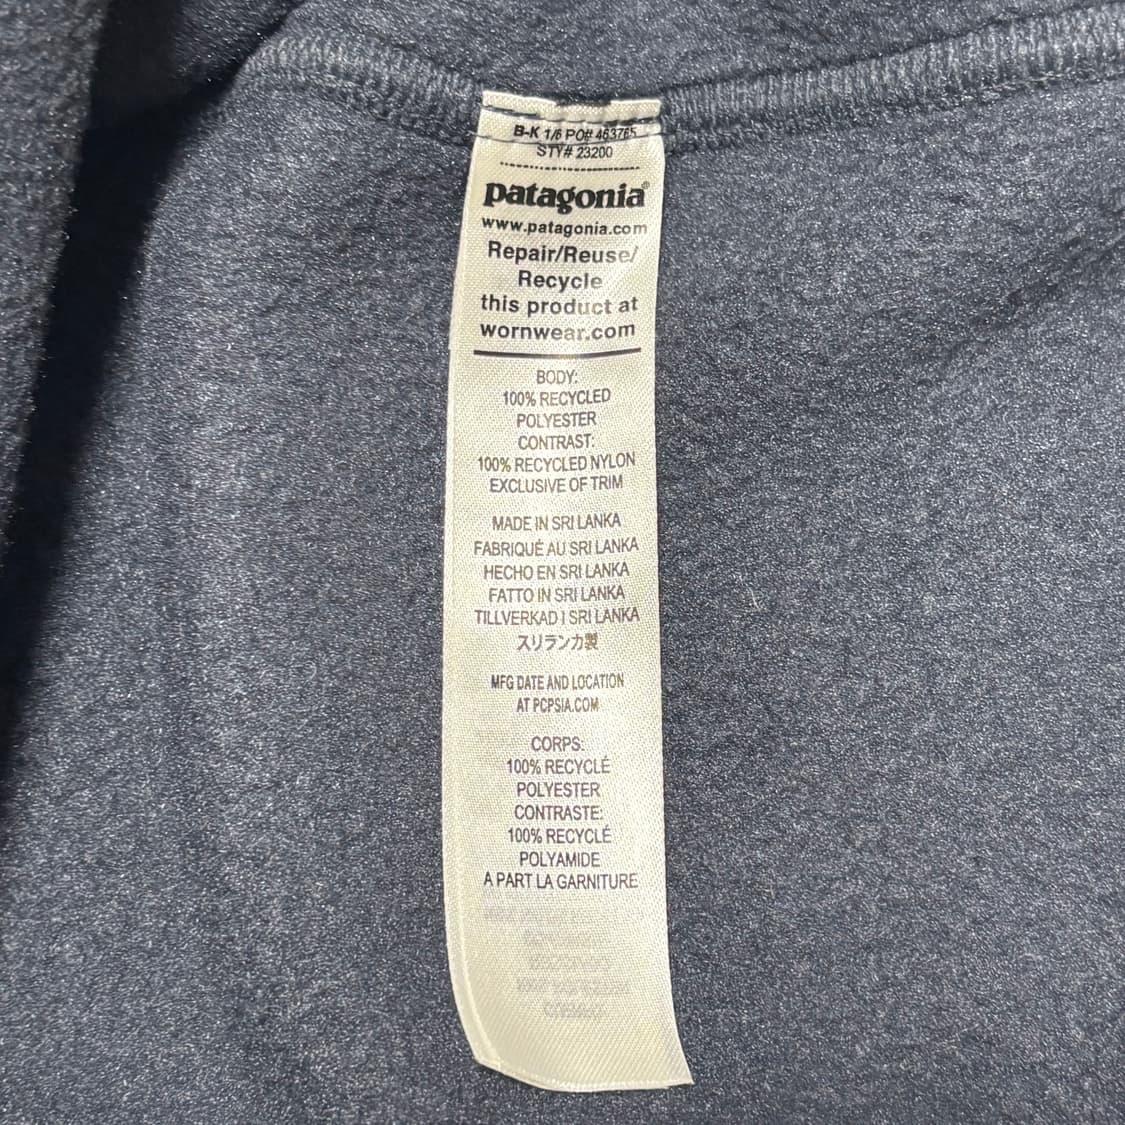 B-K 1/6 PO# 463765
STY# 23200
patagonia®
www.patagonia.com
Repair/Reuse/
Recycle
this product at
wornwear.com
BODY:
100% RECYCLED
POLYESTER
CONTRAST:
100% RECYCLED NYLON
EXCLUSIVE OF TRIM
MADE IN SRI LANKA
FABRIQUÉ AU SRI LANKA
HECHO EN SRI LANKA
FATTO IN SRI LANKA
TILLVERKAD I SRI LANKA
スリランカ製
MFG DATE AND LOCATION
AT PCPSIA.COM
CORPS:
100% RECYCLÉ
POLYESTER
CONTRASTE:
100% RECYCLÉ
POLYAMIDE
A PART LA GARNITURE